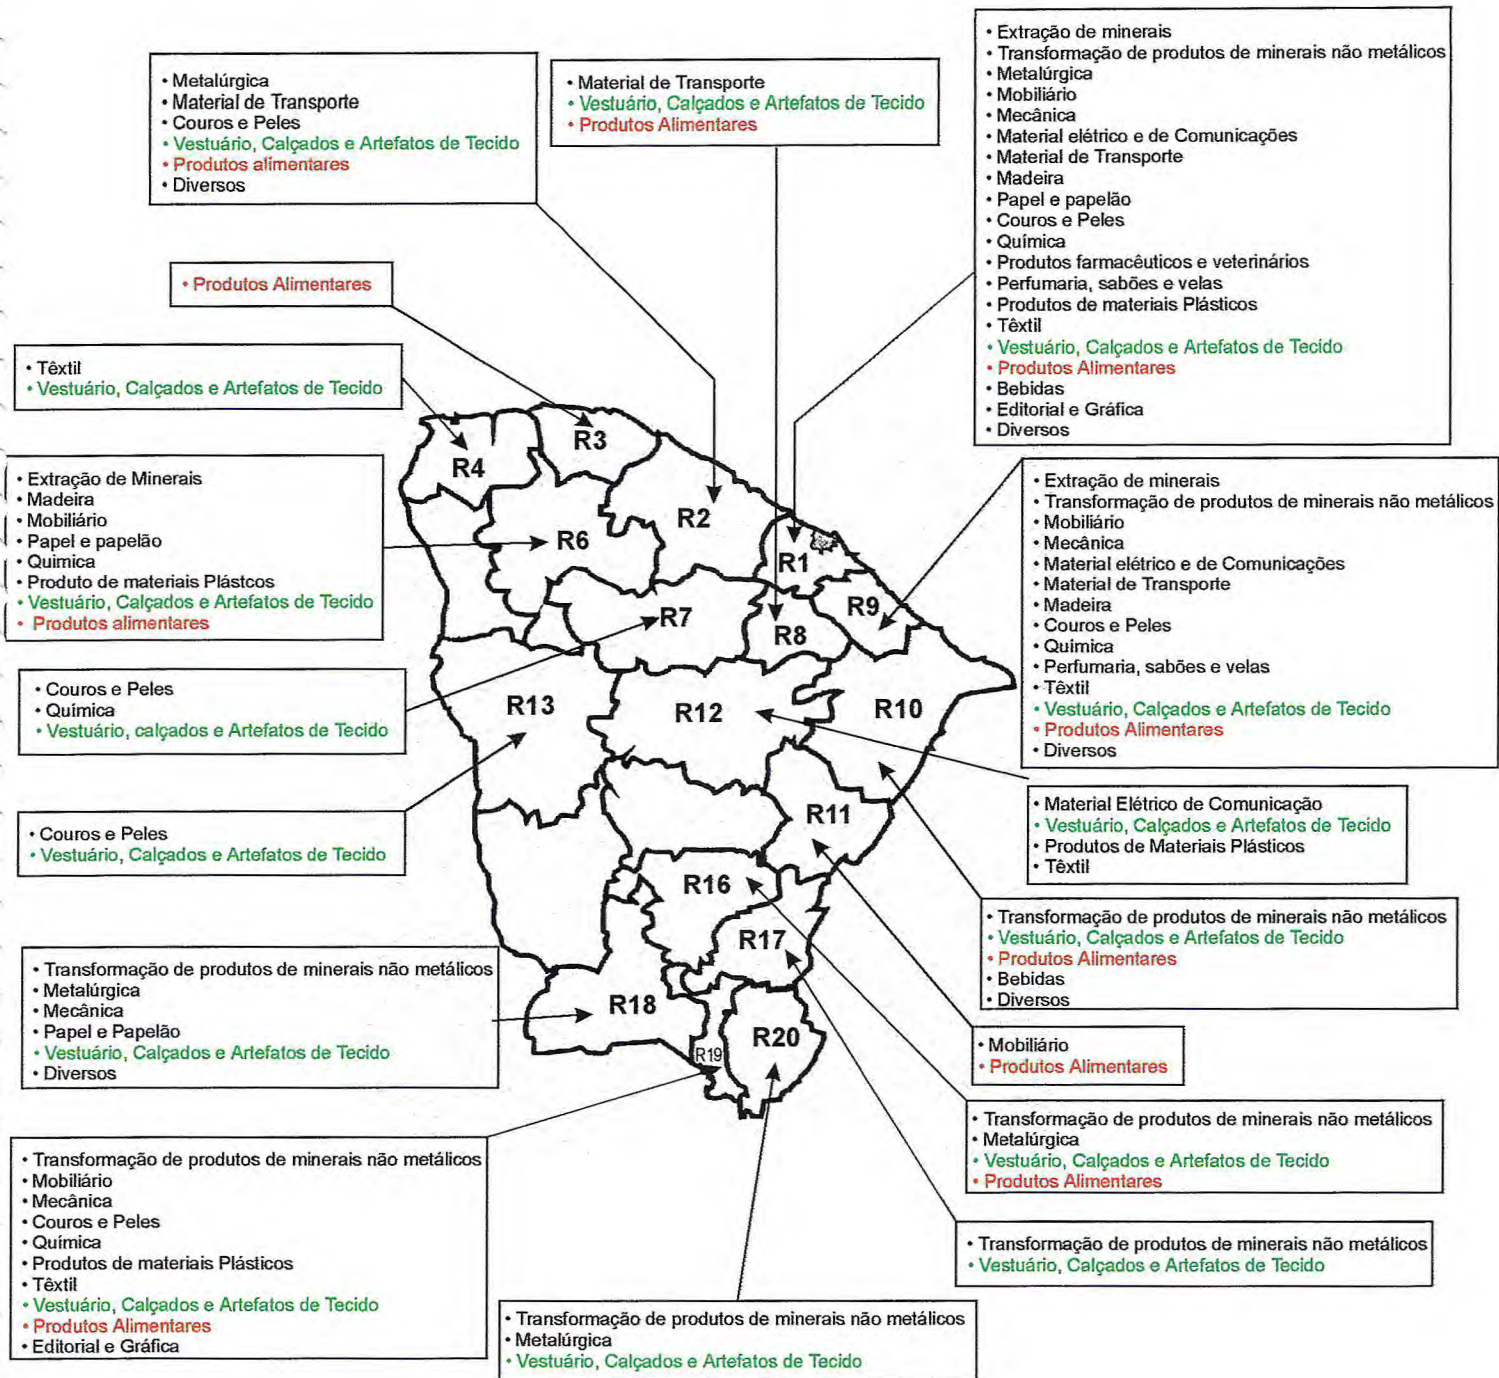 • Metalúrgica
• Material de Transporte
• Couros e Peles
• Vestuário, Calçados e Artefatos de Tecido
• Produtos alimentares
• Diversos
• Material de Transporte
• Vestuário, Calçados e Artefatos de Tecido
• Produtos Alimentares
• Extração de minerais
• Transformação de produtos de minerais não metálicos
• Metalúrgica
• Mobiliário
• Mecânica
• Material elétrico e de Comunicações
• Material de Transporte
• Madeira
• Papel e papelão
• Couros e Peles
• Química
• Produtos farmacêuticos e veterinários
• Perfumaria, sabões e velas
• Produtos de materiais Plásticos
• Têxtil
• Vestuário, Calçados e Artefatos de Tecido
• Produtos Alimentares
• Bebidas
• Editorial e Gráfica
• Diversos
• Produtos Alimentares
• Têxtil
• Vestuário, Calçados e Artefatos de Tecido
• Extração de Minerais
• Madeira
• Mobiliário
• Papel e papelão
• Quimica
• Produto de materiais Plástcos
• Vestuário, Calçados e Artefatos de Tecido
• Produtos alimentares
• Couros e Peles
• Química
• Vestuário, calçados e Artefatos de Tecido
• Couros e Peles
• Vestuário, Calçados e Artefatos de Tecido
• Transformação de produtos de minerais não metálicos
• Metalúrgica
• Mecânica
• Papel e Papelão
• Vestuário, Calçados e Artefatos de Tecido
• Diversos
• Transformação de produtos de minerais não metálicos
• Mobiliário
• Mecânica
• Couros e Peles
• Química
• Produtos de materiais Plásticos
• Têxtil
• Vestuário, Calçados e Artefatos de Tecido
• Produtos Alimentares
• Editorial e Gráfica
R3
R4
R2
R6
R1
R9
R7
R8
R13
R12
R10
R11
R16
R17
R18
R19
R20
• Extração de minerais
• Transformação de produtos de minerais não metálicos
• Mobiliário
• Mecânica
• Material elétrico e de Comunicações
• Material de Transporte
• Madeira
• Couros e Peles
• Quimica
• Perfumaria, sabões e velas
• Têxtil
• Vestuário, Calçados e Artefatos de Tecido
• Produtos Alimentares
• Diversos
• Material Elétrico de Comunicação
• Vestuário, Calçados e Artefatos de Tecido
• Produtos de Materiais Plásticos
• Têxtil
• Transformação de produtos de minerais não metálicos
• Vestuário, Calçados e Artefatos de Tecido
• Produtos Alimentares
• Bebidas
• Diversos
• Mobiliário
• Produtos Alimentares
• Transformação de produtos de minerais não metálicos
• Metalúrgica
• Vestuário, Calçados e Artefatos de Tecido
• Produtos Alimentares
• Transformação de produtos de minerais não metálicos
• Vestuário, Calçados e Artefatos de Tecido
• Transformação de produtos de minerais não metálicos
• Metalúrgica
• Vestuário, Calçados e Artefatos de Tecido